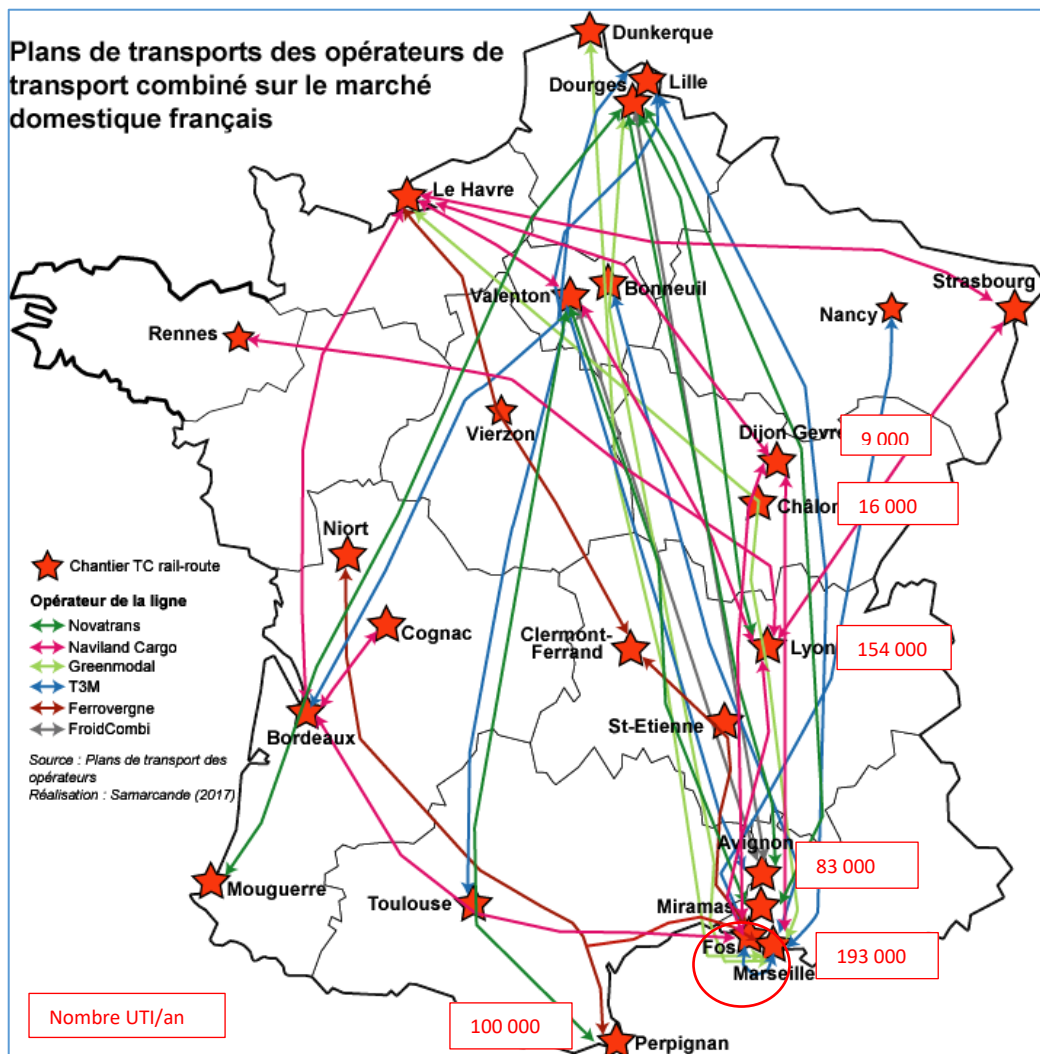 Plans de transports des opérateurs de
transport combiné sur le marché
domestique français
Dunkerque
Lille
Dourges
Le Havre
Strasbourg
Valenton
Bonneuil
Nancy
Rennes
Vierzon
Dijon Gevre
9 000
Châlon
16 000
Niort
Chantier TC rail-route
Opérateur de la ligne
Novatrans
Naviland Cargo
Greenmodal
T3M
Ferrovergne
FroidCombi
Source : Plans de transport des
opérateurs
Réalisation : Samarcande (2017)
Cognac
Clermont-
Ferrand
Lyon
154 000
Bordeaux
St-Etienne
Avignon
83 000
Mouguerre
Toulouse
Miramas
Fos
Marseille
193 000
Nombre UTI/an
100 000
Perpignan